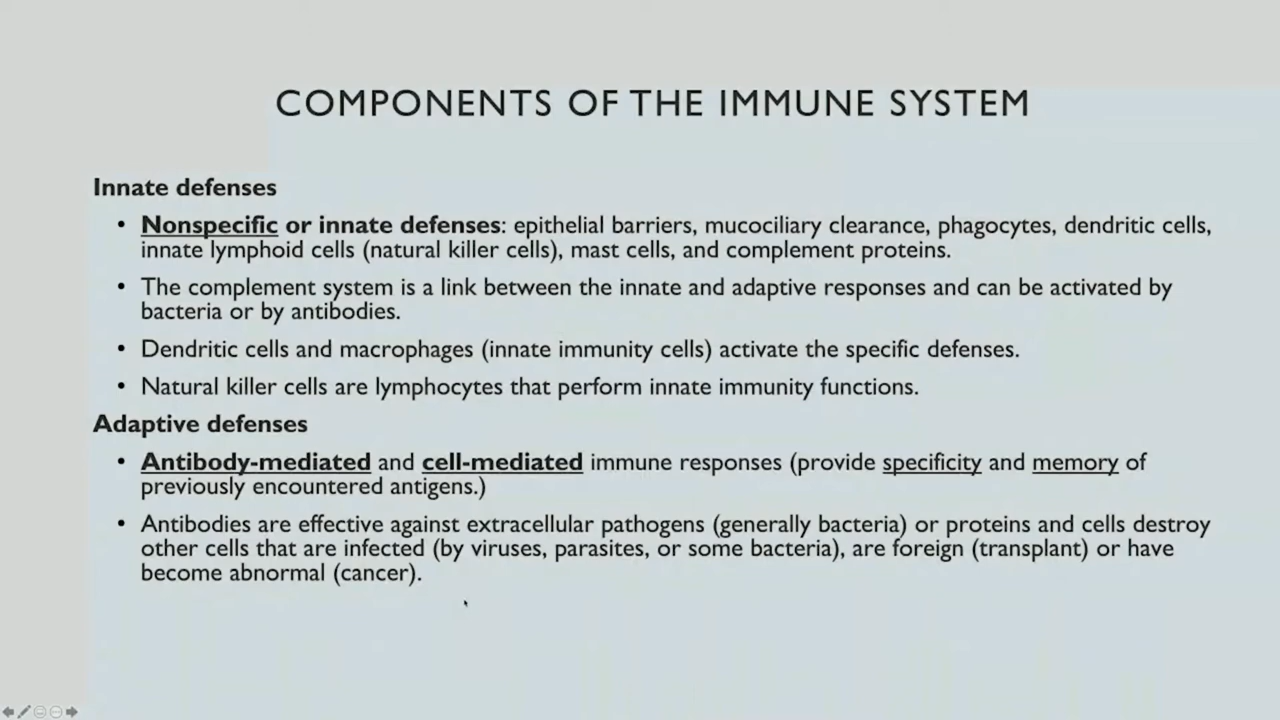 COMPONENTS OF THE IMMUNE SYSTEM
Innate defenses
• Nonspecific or innate defenses: epithelial barriers, mucociliary clearance, phagocytes, dendritic cells,
innate lymphoid cells (natural killer cells), mast cells, and complement proteins.
• The complement system is a link between the innate and adaptive responses and can be activated by
bacteria or by antibodies.
• Dendritic cells and macrophages (innate immunity cells) activate the specific defenses.
• Natural killer cells are lymphocytes that perform innate immunity functions.
Adaptive defenses
• Antibody-mediated and cell-mediated immune responses (provide specificity and memory of
previously encountered antigens.)
• Antibodies are effective against extracellular pathogens (generally bacteria) or proteins and cells destroy
other cells that are infected (by viruses, parasites, or some bacteria), are foreign (transplant) or have
become abnormal (cancer).